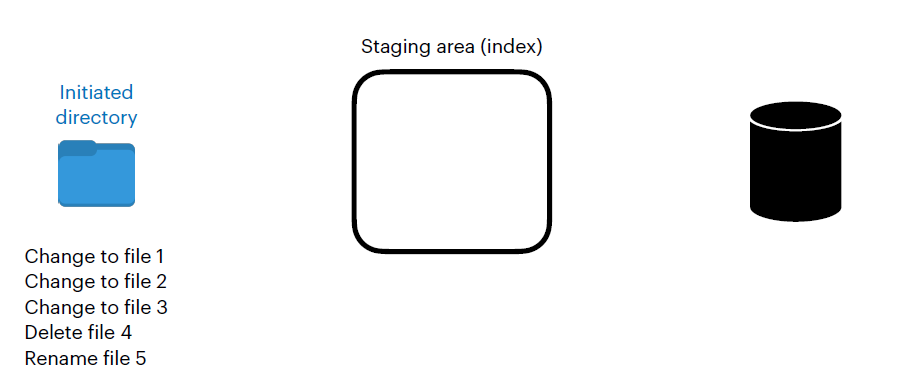 Staging area (index)
Initiated
directory
Change to file 1
Change to file 2
Change to file 3
Delete file 4
Rename file 5